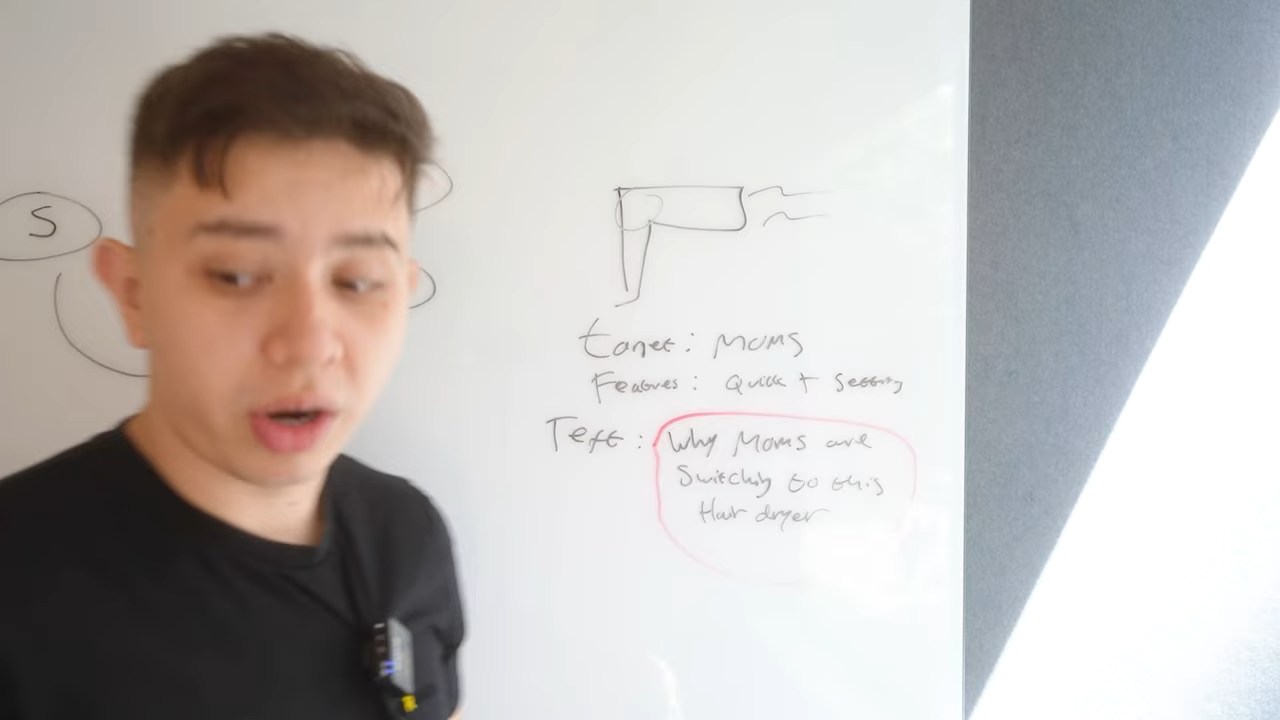 S
Target: Moms
Features: Quick + Setting
Text: Why Moms are
Switching to this
Hair dryer